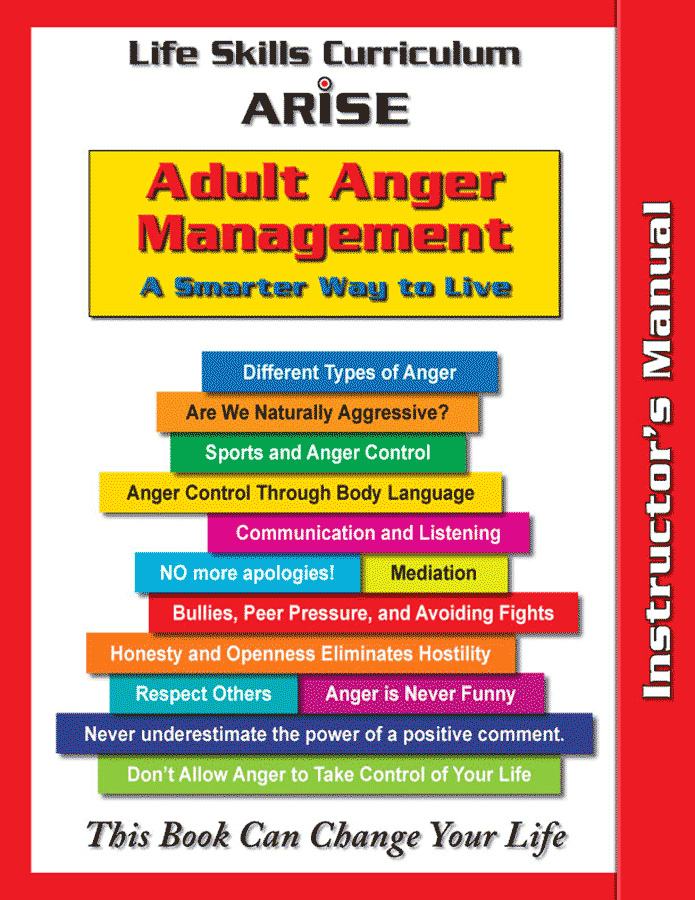 Life Skills Curriculum
ARiSE
Adult Anger
Management
A Smarter Way to Live
Different Types of Anger
Are We Naturally Aggressive?
Sports and Anger Control
Anger Control Through Body Language
Communication and Listening
NO more apologies!
Mediation
Bullies, Peer Pressure, and Avoiding Fights
Honesty and Openness Eliminates Hostility
Respect Others
Anger is Never Funny
Never underestimate the power of a positive comment.
Don't Allow Anger to Take Control of Your Life
This Book Can Change Your Life
Instructor's Manual